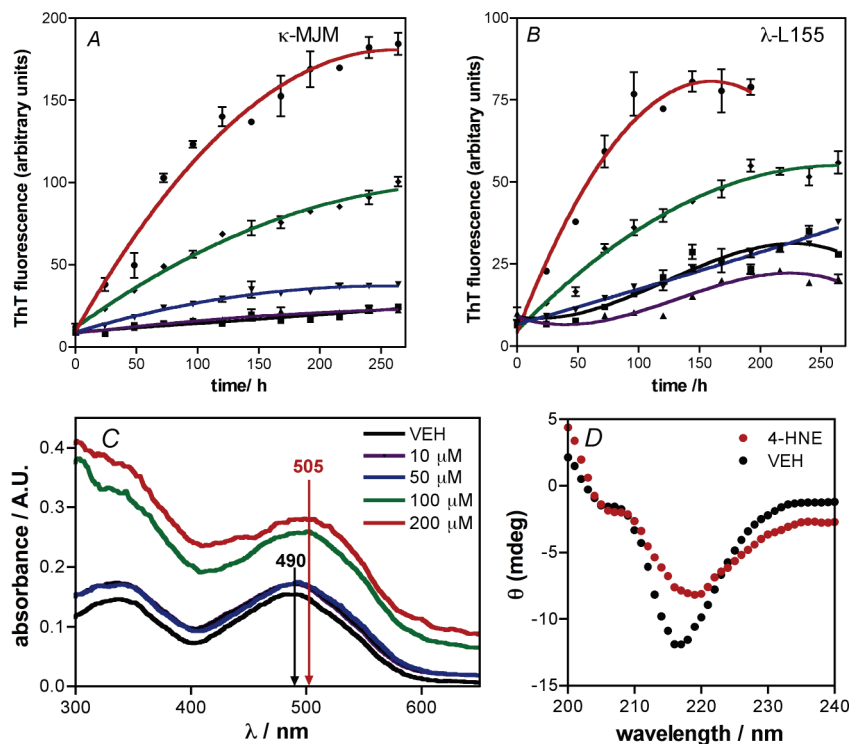 A κ-MJM
ThT fluorescence (arbitrary units)
200
150
100
50
0
0 50 100 150 200 250
time/ h
B λ-L155
ThT fluorescence (arbitary units)
100
75
50
25
0
0 50 100 150 200 250
time /h
C
absorbance / A.U.
0.4
0.3
0.2
0.1
0.0
300 400 500 600
λ / nm
VEH
10 μM
50 μM
100 μM
200 μM
505
490
D
θ (mdeg)
5
0
-5
-10
-15
200 210 220 230 240
wavelength / nm
4-HNE
VEH